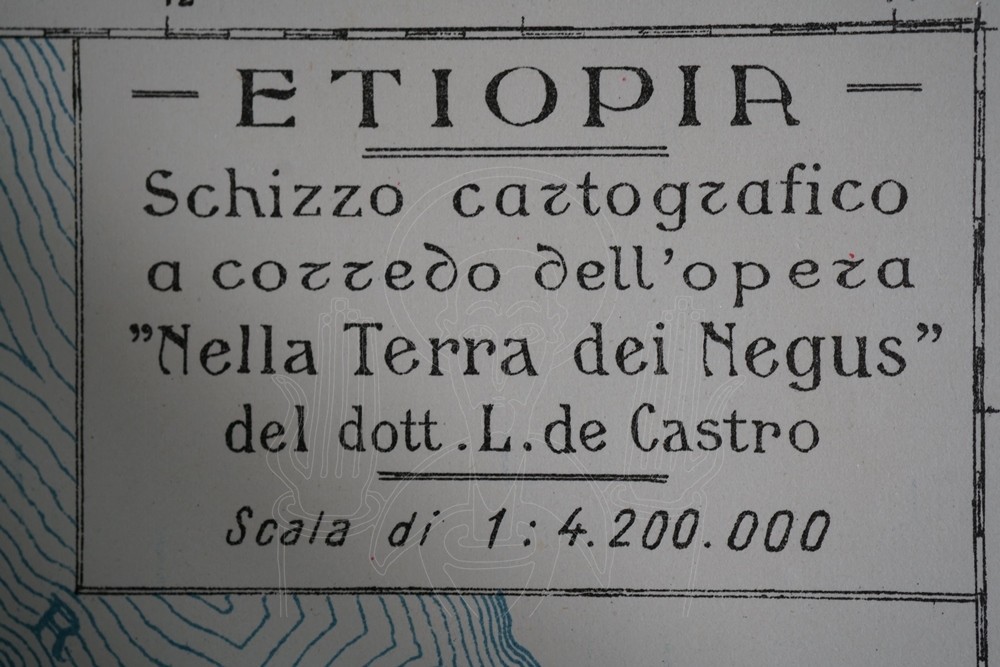 — ETIOPIA —
Schizzo cartografico
a corredo dell'opera
"Nella Terra dei Negus"
del dott. L. de Castro
Scala di 1:4.200.000
R